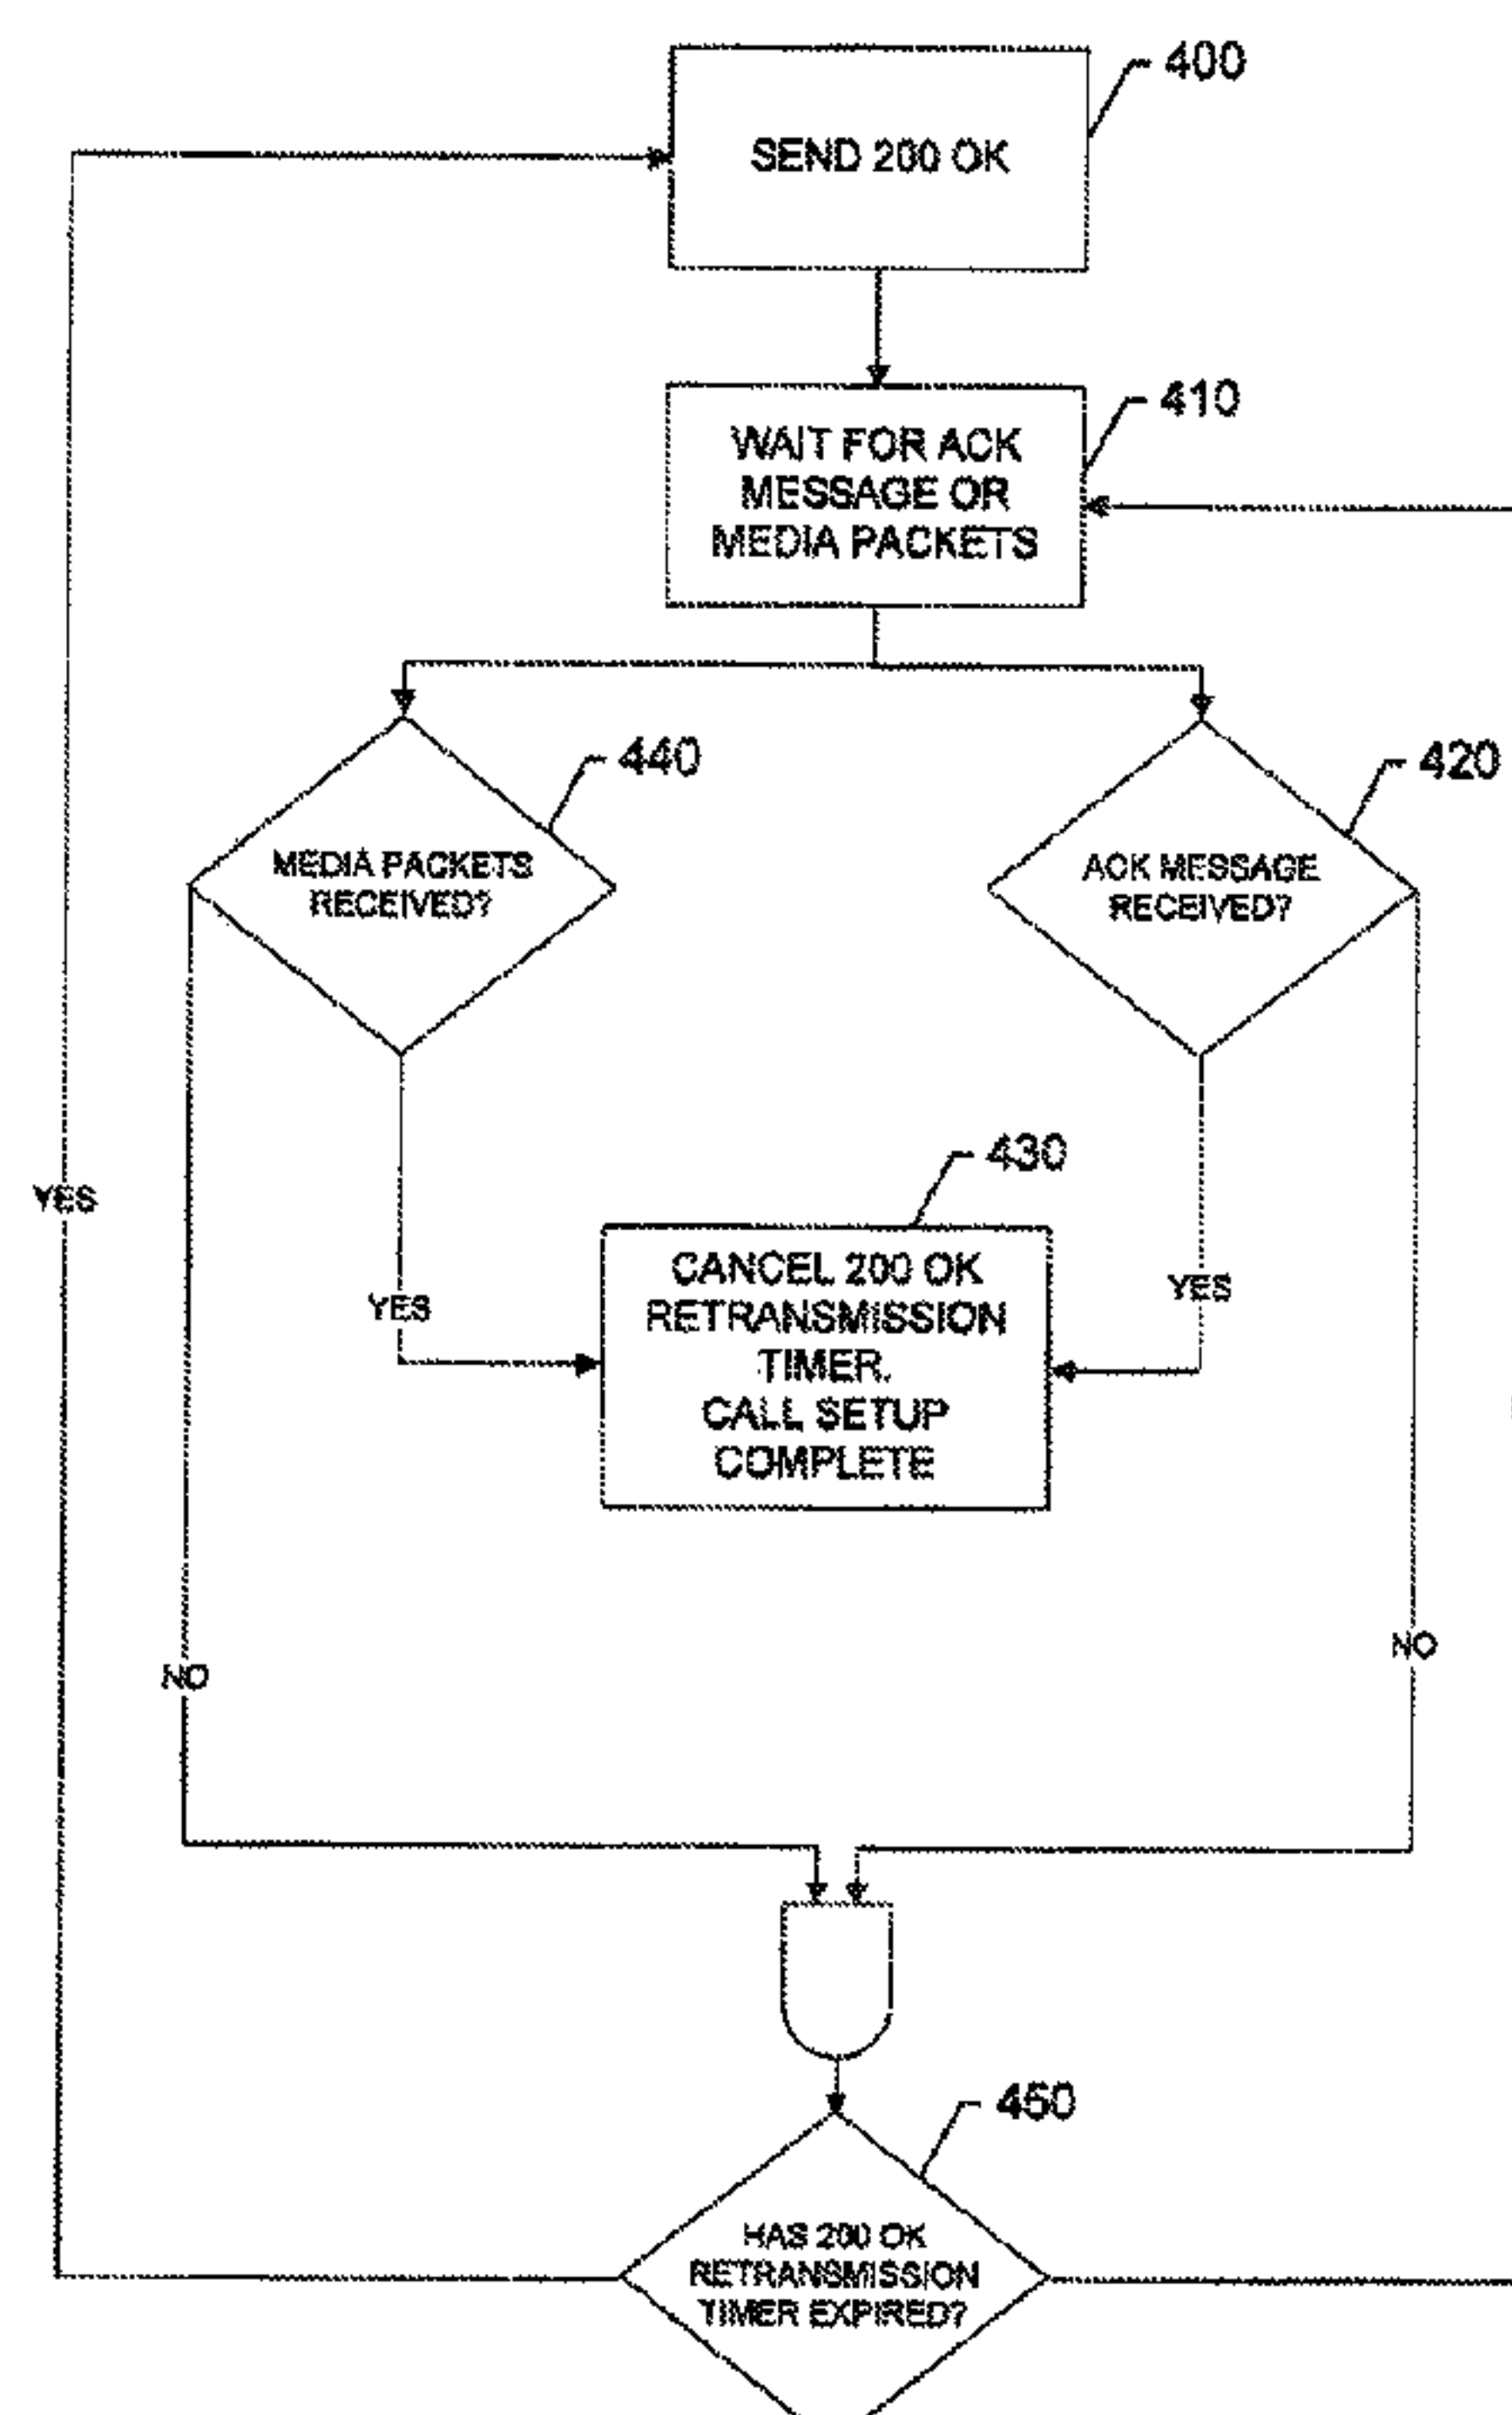 400
SEND 200 OK
410
WAIT FOR ACK
MESSAGE OR
MEDIA PACKETS
440
420
MEDIA PACKETS
RECEIVED?
ACK MESSAGE
RECEIVED?
430
YES
CANCEL 200 OK
RETRANSMISSION
TIMER.
CALL SETUP
COMPLETE
YES
YES
NO
NO
450
HAS 200 OK
RETRANSMISSION
TIMER EXPIRED?